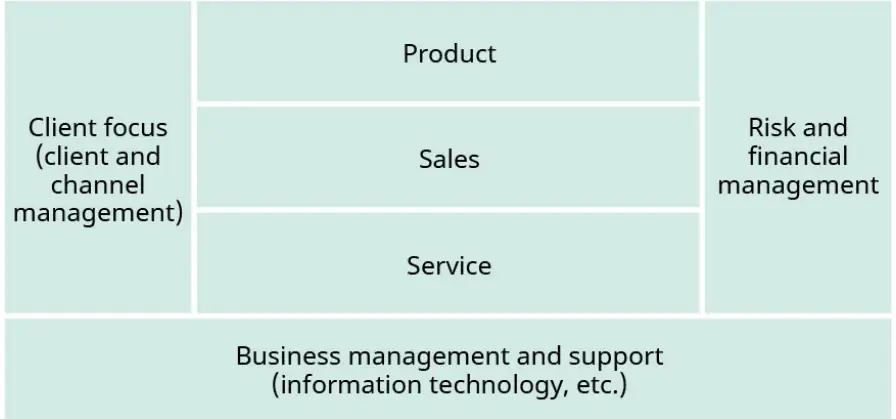 Product
Client focus
(client and
channel
management)
Sales
Risk and
financial
management
Service
Business management and support
(information technology, etc.)